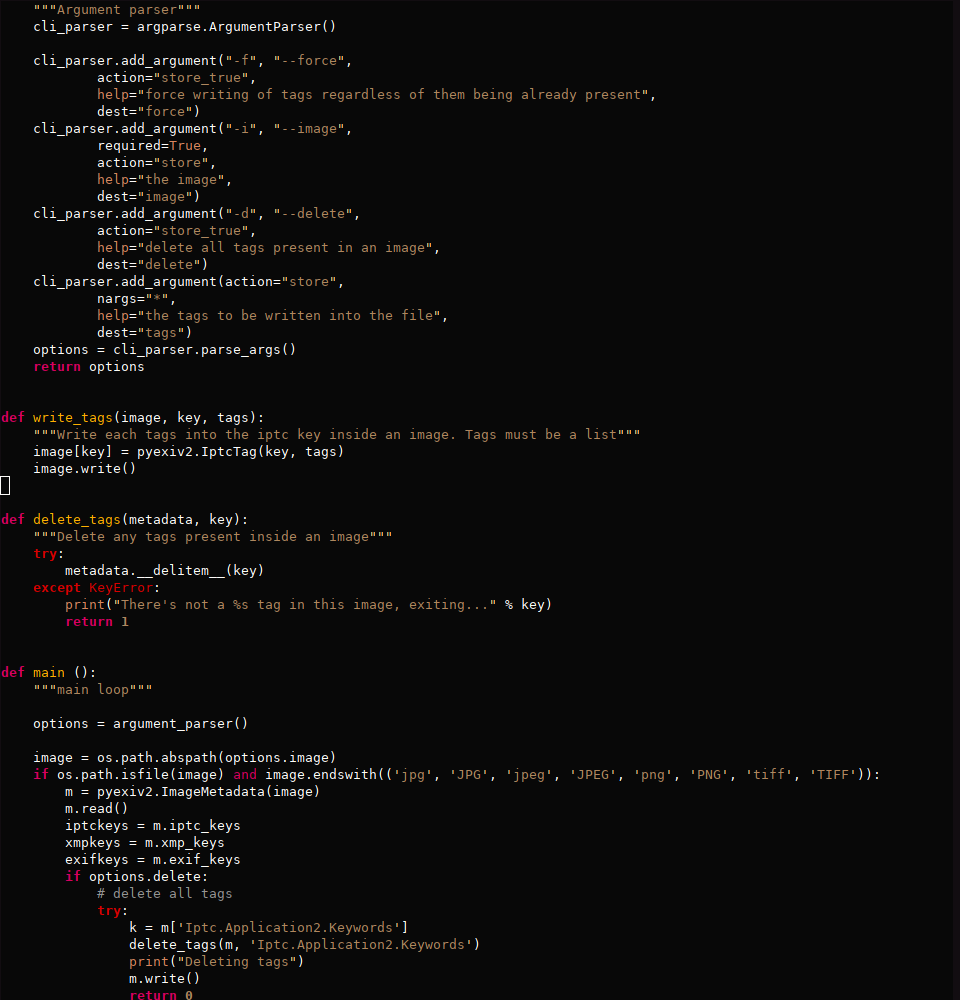 """Argument parser"""
    cli_parser = argparse.ArgumentParser()

    cli_parser.add_argument("-f", "--force",
            action="store_true",
            help="force writing of tags regardless of them being already present",
            dest="force")
    cli_parser.add_argument("-i", "--image",
            required=True,
            action="store",
            help="the image",
            dest="image")
    cli_parser.add_argument("-d", "--delete",
            action="store_true",
            help="delete all tags present in an image",
            dest="delete")
    cli_parser.add_argument(action="store",
            nargs="*",
            help="the tags to be written into the file",
            dest="tags")
    options = cli_parser.parse_args()
    return options


def write_tags(image, key, tags):
    """Write each tags into the iptc key inside an image. Tags must be a list"""
    image[key] = pyexiv2.IptcTag(key, tags)
    image.write()


def delete_tags(metadata, key):
    """Delete any tags present inside an image"""
    try:
        metadata.__delitem__(key)
    except KeyError:
        print("There's not a %s tag in this image, exiting..." % key)
        return 1


def main ():
    """main loop"""

    options = argument_parser()

    image = os.path.abspath(options.image)
    if os.path.isfile(image) and image.endswith(('jpg', 'JPG', 'jpeg', 'JPEG', 'png', 'PNG', 'tiff', 'TIFF')):
        m = pyexiv2.ImageMetadata(image)
        m.read()
        iptckeys = m.iptc_keys
        xmpkeys = m.xmp_keys
        exifkeys = m.exif_keys
        if options.delete:
            # delete all tags
            try:
                k = m['Iptc.Application2.Keywords']
                delete_tags(m, 'Iptc.Application2.Keywords')
                print("Deleting tags")
                m.write()
                return 0